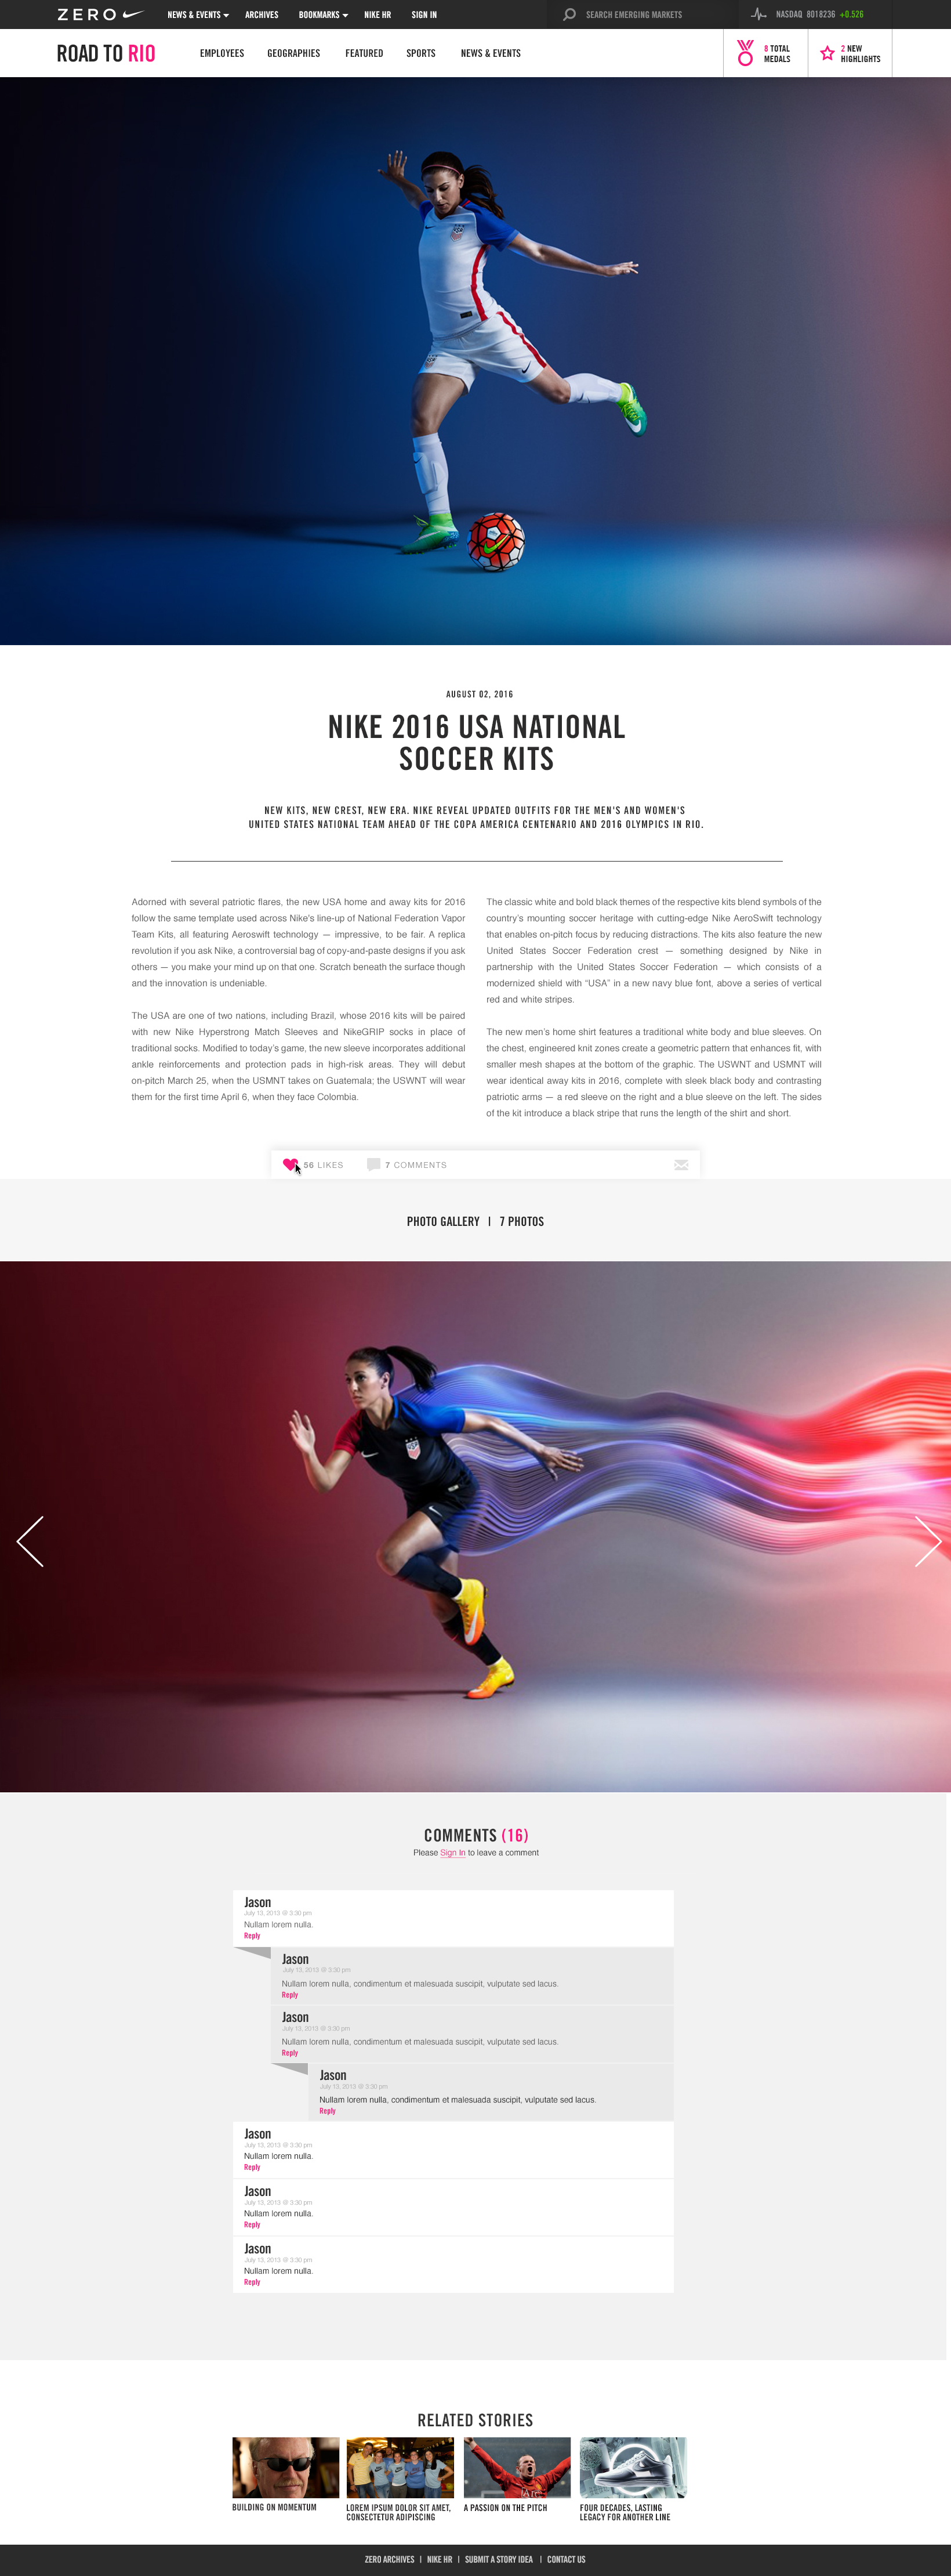 ZERO
NEWS & EVENTS
ARCHIVES
BOOKMARKS
NIKE HR
SIGN IN
SEARCH EMERGING MARKETS
NASDAQ 8018236 +0.526
ROAD TO RIO
EMPLOYEES
GEOGRAPHIES
FEATURED
SPORTS
NEWS & EVENTS
8 TOTAL
MEDALS
2 NEW
HIGHLIGHTS
AUGUST 02, 2016
NIKE 2016 USA NATIONAL
SOCCER KITS
NEW KITS, NEW CREST, NEW ERA. NIKE REVEAL UPDATED OUTFITS FOR THE MEN'S AND WOMEN'S
UNITED STATES NATIONAL TEAM AHEAD OF THE COPA AMERICA CENTENARIO AND 2016 OLYMPICS IN RIO.
Adorned with several patriotic flares, the new USA home and away kits for 2016
follow the same template used across Nike's line-up of National Federation Vapor
Team Kits, all featuring Aeroswift technology — impressive, to be fair. A replica
revolution if you ask Nike, a controversial bag of copy-and-paste designs if you ask
others — you make your mind up on that one. Scratch beneath the surface though
and the innovation is undeniable.
The USA are one of two nations, including Brazil, whose 2016 kits will be paired
with new Nike Hyperstrong Match Sleeves and NikeGRIP socks in place of
traditional socks. Modified to today's game, the new sleeve incorporates additional
ankle reinforcements and protection pads in high-risk areas. They will debut
on-pitch March 25, when the USMNT takes on Guatemala; the USWNT will wear
them for the first time April 6, when they face Colombia.
The classic white and bold black themes of the respective kits blend symbols of the
country's mounting soccer heritage with cutting-edge Nike AeroSwift technology
that enables on-pitch focus by reducing distractions. The kits also feature the new
United States Soccer Federation crest — something designed by Nike in
partnership with the United States Soccer Federation — which consists of a
modernized shield with “USA” in a new navy blue font, above a series of vertical
red and white stripes.
The new men's home shirt features a traditional white body and blue sleeves. On
the chest, engineered knit zones create a geometric pattern that enhances fit, with
smaller mesh shapes at the bottom of the graphic. The USWNT and USMNT will
wear identical away kits in 2016, complete with sleek black body and contrasting
patriotic arms — a red sleeve on the right and a blue sleeve on the left. The sides
of the kit introduce a black stripe that runs the length of the shirt and short.
56 LIKES
7 COMMENTS
PHOTO GALLERY | 7 PHOTOS
COMMENTS (16)
Please Sign In to leave a comment
Jason
July 13, 2013 @ 3:30 pm
Nullam lorem nulla.
Reply
Jason
July 13, 2013 @ 3:30 pm
Nullam lorem nulla, condimentum et malesuada suscipit, vulputate sed lacus.
Reply
Jason
July 13, 2013 @ 3:30 pm
Nullam lorem nulla, condimentum et malesuada suscipit, vulputate sed lacus.
Reply
Jason
July 13, 2013 @ 3:30 pm
Nullam lorem nulla, condimentum et malesuada suscipit, vulputate sed lacus.
Reply
Jason
July 13, 2013 @ 3:30 pm
Nullam lorem nulla.
Reply
Jason
July 13, 2013 @ 3:30 pm
Nullam lorem nulla.
Reply
Jason
July 13, 2013 @ 3:30 pm
Nullam lorem nulla.
Reply
RELATED STORIES
BUILDING ON MOMENTUM
LOREM IPSUM DOLOR SIT AMET,
CONSECTETUR ADIPISCING
A PASSION ON THE PITCH
FOUR DECADES, LASTING
LEGACY FOR ANOTHER LINE
ZERO ARCHIVES | NIKE HR | SUBMIT A STORY IDEA | CONTACT US